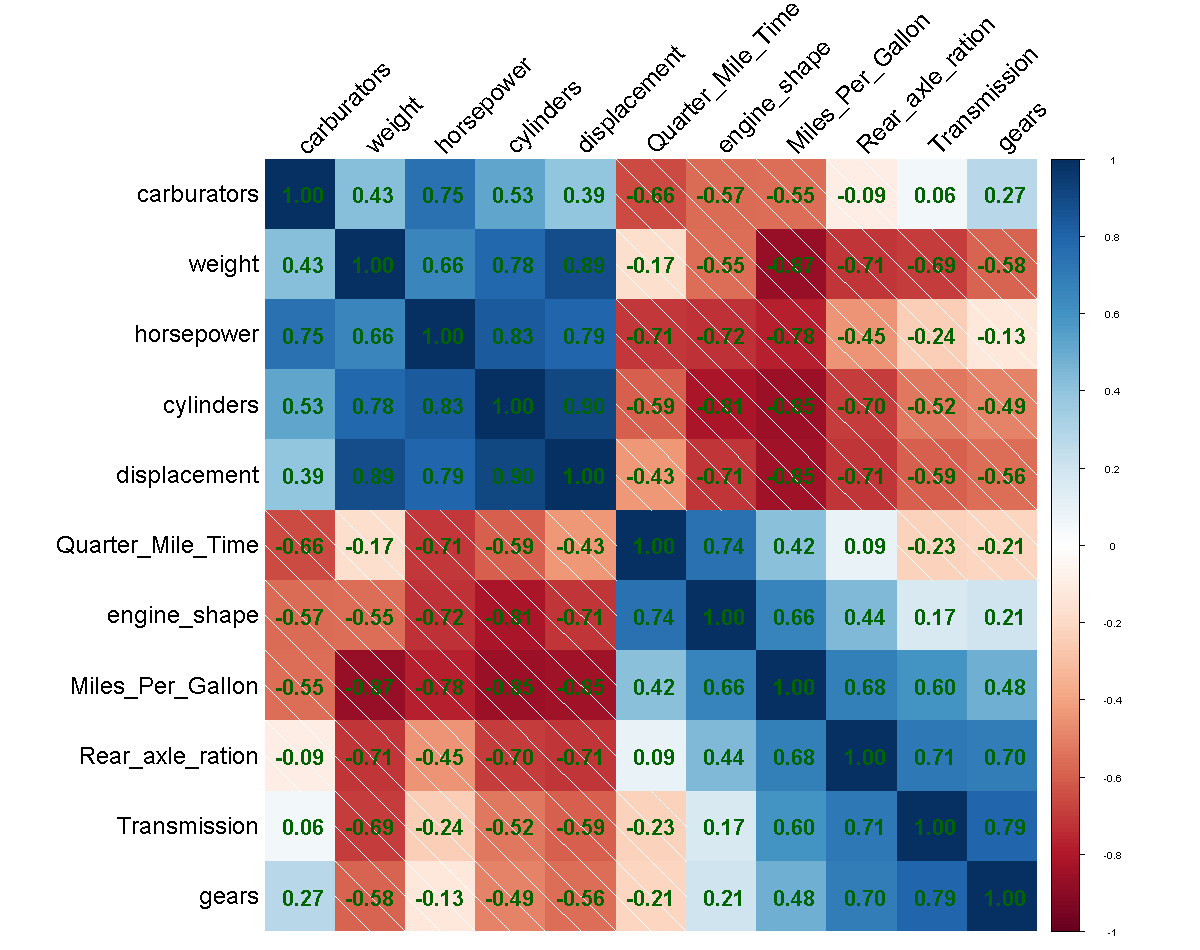 carburators weight horsepower cylinders displacement Quarter_Mile_Time engine_shape Miles_Per_Gallon Rear_axle_ration Transmission gears
carburators 1.00 0.43 0.75 0.53 0.39 -0.66 -0.57 -0.55 -0.09 0.06 0.27
weight 0.43 1.00 0.66 0.78 0.89 -0.17 -0.55 -0.87 -0.71 -0.69 -0.58
horsepower 0.75 0.66 1.00 0.83 0.79 -0.71 -0.72 -0.78 -0.45 -0.24 -0.13
cylinders 0.53 0.78 0.83 1.00 0.90 -0.59 -0.81 -0.85 -0.70 -0.52 -0.49
displacement 0.39 0.89 0.79 0.90 1.00 -0.43 -0.71 -0.85 -0.71 -0.59 -0.56
Quarter_Mile_Time -0.66 -0.17 -0.71 -0.59 -0.43 1.00 0.74 0.42 0.09 -0.23 -0.21
engine_shape -0.57 -0.55 -0.72 -0.81 -0.71 0.74 1.00 0.66 0.44 0.17 0.21
Miles_Per_Gallon -0.55 -0.87 -0.78 -0.85 -0.85 0.42 0.66 1.00 0.68 0.60 0.48
Rear_axle_ration -0.09 -0.71 -0.45 -0.70 -0.71 0.09 0.44 0.68 1.00 0.71 0.70
Transmission 0.06 -0.69 -0.24 -0.52 -0.59 -0.23 0.17 0.60 0.71 1.00 0.79
gears 0.27 -0.58 -0.13 -0.49 -0.56 -0.21 0.21 0.48 0.70 0.79 1.00
1
0.8
0.6
0.4
0.2
0
-0.2
-0.4
-0.6
-0.8
-1